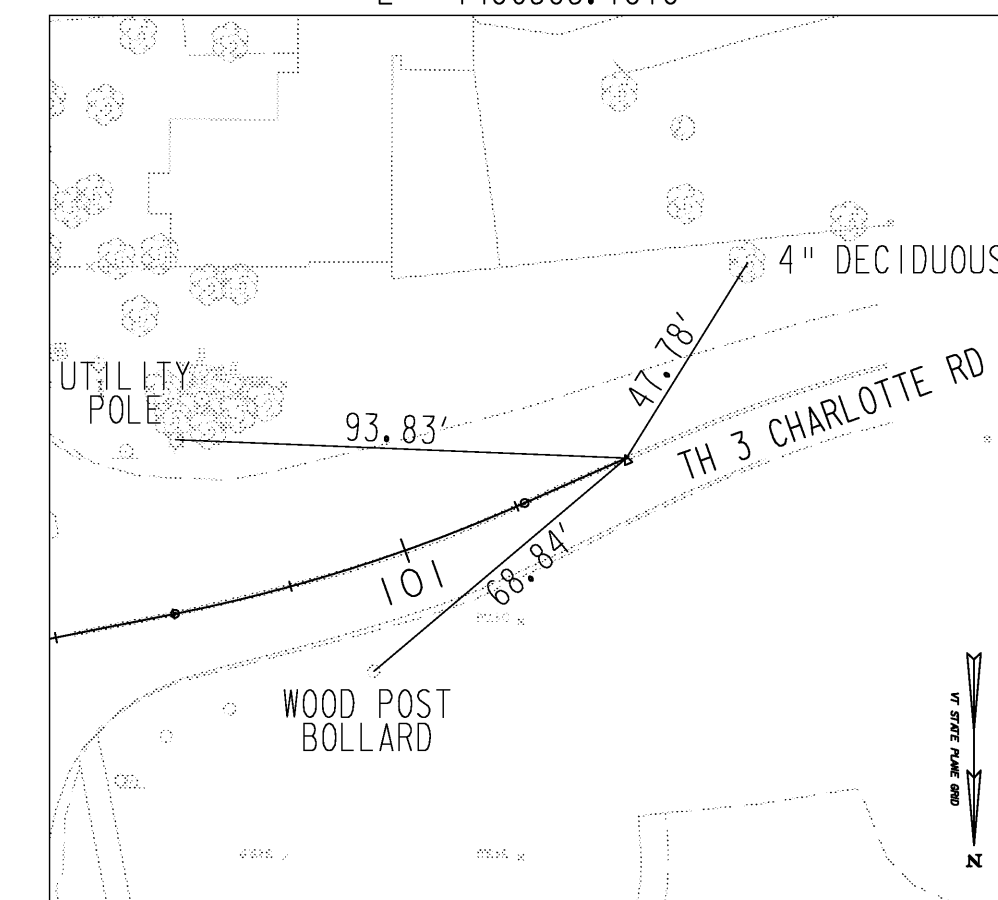 4" DECIDUOUS
47.78'
UTILITY
POLE
93.83'
TH 3 CHARLOTTE RD
68.84'
101
WOOD POST
BOLLARD
VT STATE PLANE GRID
N